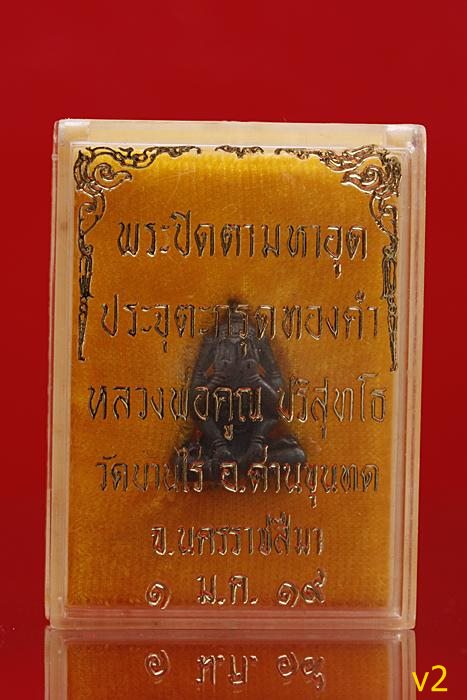 พระปิดตามหาอุด
ประจุตะกรุดทองคำ
หลวงพ่อคูณ ปริสุทโธ
วัดบ้านไร่ อ.ด่านขุนทด
จ.นครราชสีมา
๑ ม.ค. ๑๙
v2